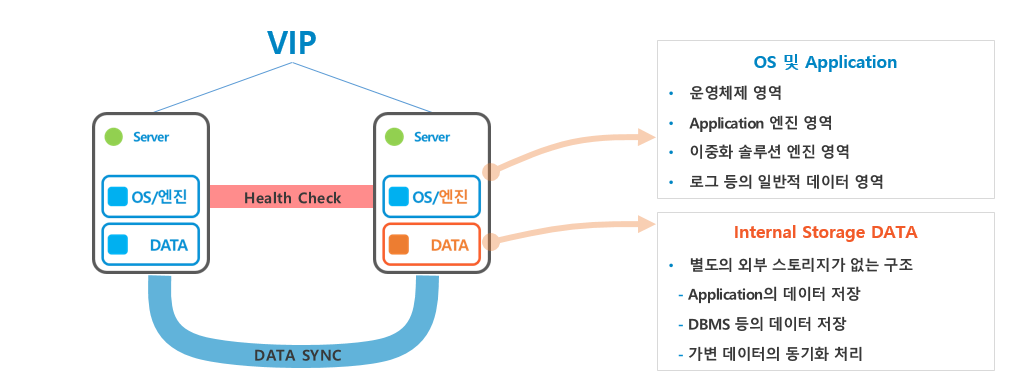 VIP
Server
OS/엔진
DATA
Health Check
Server
OS/엔진
DATA
DATA SYNC
OS 및 Application
• 운영체제 영역
• Application 엔진 영역
• 이중화 솔루션 엔진 영역
• 로그 등의 일반적 데이터 영역
Internal Storage DATA
• 별도의 외부 스토리지가 없는 구조
- Application의 데이터 저장
- DBMS 등의 데이터 저장
- 가변 데이터의 동기화 처리